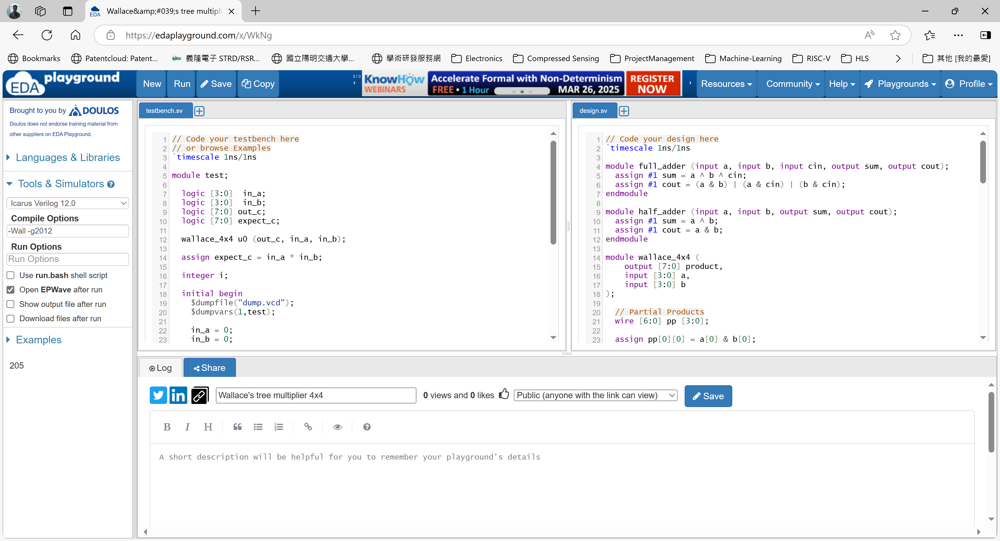 EDA
Wallace&amp;#039;s tree multipli
https://edaplayground.com/x/WkNg
Bookmarks
Patentcloud: Patent...
義隆電子 STRD/RSR...
國立陽明交通大學...
學術研發服務網
Electronics
Compressed Sensing
ProjectManagement
Machine-Learning
RISC-V
HLS
其他 [我的最愛]
EDA playground
New
Run
Save
Copy
2 / 3
KnowHow WEBINARS
Accelerate Formal with Non-Determinism
FREE ▪ 1 Hour MAR 26, 2025
REGISTER NOW
Resources
Community
Help
Playgrounds
Profile
Brought to you by DOULOS
Doulos does not endorse training material from
other suppliers on EDA Playground.
Languages & Libraries
Tools & Simulators
Icarus Verilog 12.0
Compile Options
-Wall -g2012
Run Options
Run Options
Use run.bash shell script
Open EPWave after run
Show output file after run
Download files after run
Examples
205
testbench.sv
1 // Code your testbench here
2 // or browse Examples
3 `timescale 1ns/1ns
4
5 module test;
6
7 logic [3:0] in_a;
8 logic [3:0] in_b;
9 logic [7:0] out_c;
10 logic [7:0] expect_c;
11
12 wallace_4x4 u0 (out_c, in_a, in_b);
13
14 assign expect_c = in_a * in_b;
15
16 integer i;
17
18 initial begin
19 $dumpfile("dump.vcd");
20 $dumpvars(1,test);
21
22 in_a = 0;
23 in_b = 0;
design.sv
1 // Code your design here
2 `timescale 1ns/1ns
3
4 module full_adder (input a, input b, input cin, output sum, output cout);
5 assign #1 sum = a ^ b ^ cin;
6 assign #1 cout = (a & b) | (a & cin) | (b & cin);
7 endmodule
8
9 module half_adder (input a, input b, output sum, output cout);
10 assign #1 sum = a ^ b;
11 assign #1 cout = a & b;
12 endmodule
13
14 module wallace_4x4 (
15 output [7:0] product,
16 input [3:0] a,
17 input [3:0] b
18 );
19
20 // Partial Products
21 wire [6:0] pp [3:0];
22
23 assign pp[0][0] = a[0] & b[0];
Log
Share
Wallace's tree multiplier 4x4
0 views and 0 likes
Public (anyone with the link can view)
Save
B I H
A short description will be helpful for you to remember your playground's details